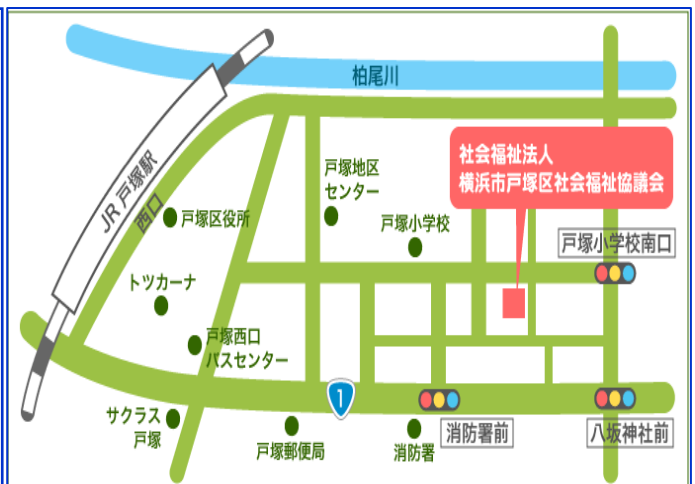 柏尾川
JR 戸塚駅
西口
社会福祉法人
横浜市戸塚区社会福祉協議会
戸塚地区
センター
戸塚区役所
戸塚小学校
戸塚小学校南口
トツカーナ
戸塚西口
バスセンター
1
サクラス
戸塚
戸塚郵便局
消防署
消防署前
八坂神社前